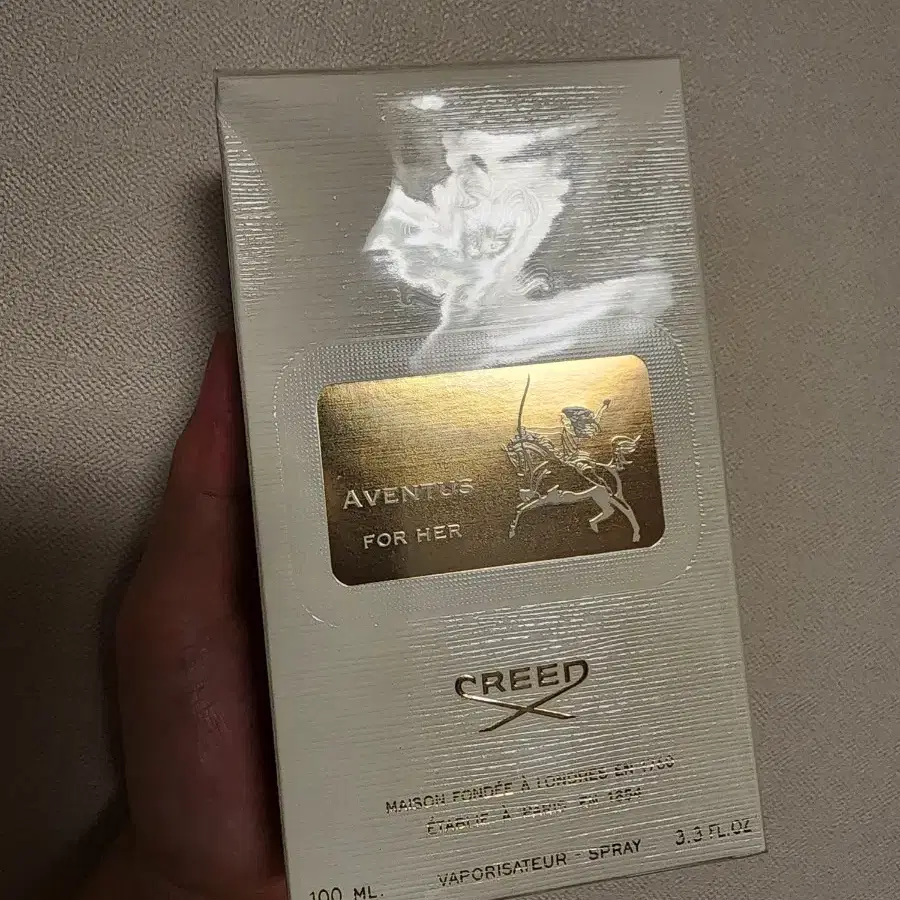 AVENTUS
FOR HER
CREED
MAISON FONDÉE À LONDRES EN 1760
ÉTABLIE À PARIS EN 1854
100 ML. VAPORISATEUR - SPRAY 3.3 FL.OZ